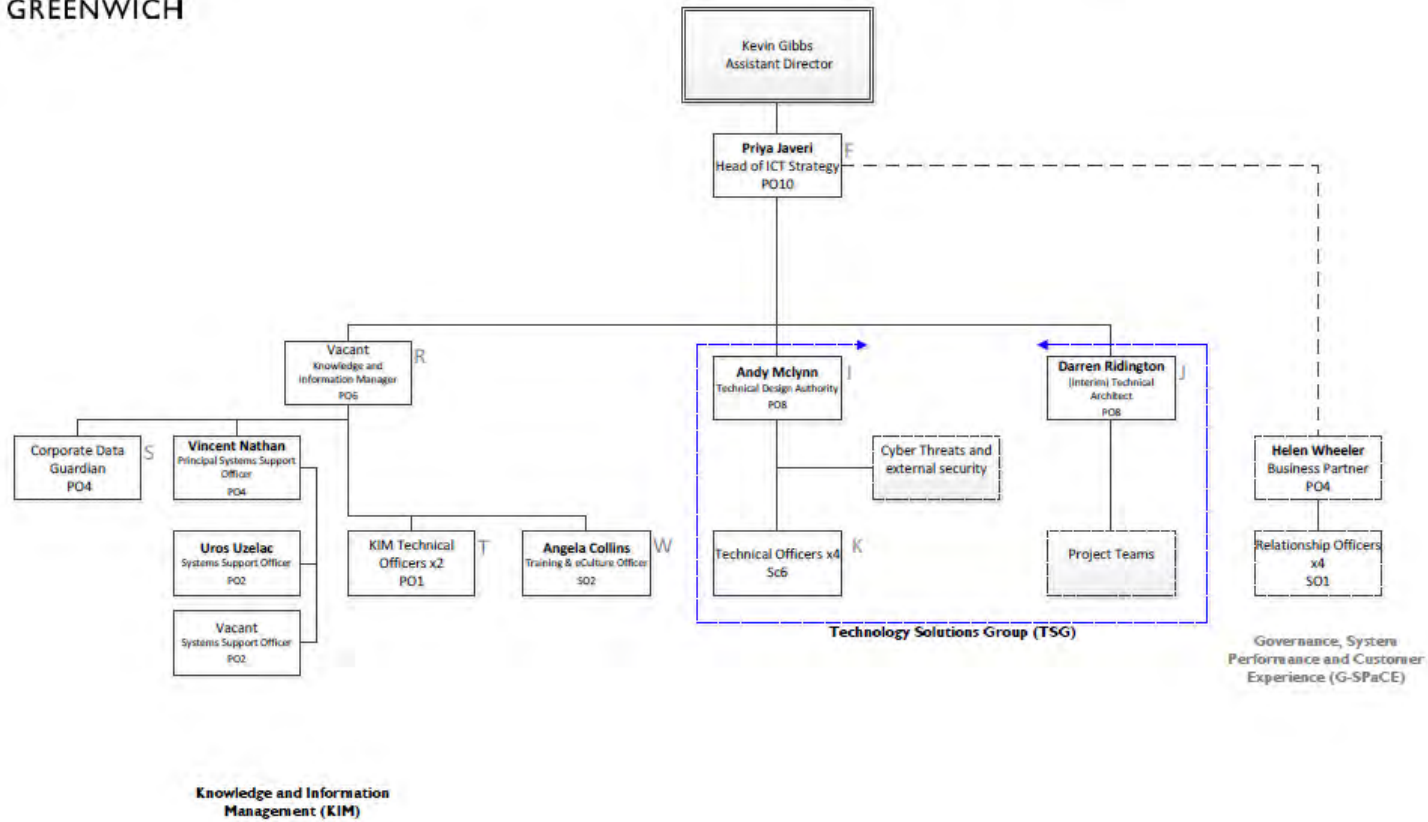 GREENWICH
Kevin Gibbs
Assistant Director
Priya Javeri
Head of ICT Strategy
PO10
F
Vacant
Knowledge and
Information Manager
PO6
R
Andy Mclynn
Technical Design Authority
PO8
J
Darren Ridington
(Interim) Technical
Architect
PO8
J
Corporate Data
Guardian
PO4
S
Vincent Nathan
Principal Systems Support
Officer
PO4
Cyber Threats and
external security
Helen Wheeler
Business Partner
PO4
Uros Uzelac
Systems Support Officer
PO2
KIM Technical
Officers x2
PO1
T
Angela Collins
Training & eCulture Officer
SO2
W
Technical Officers x4
Sc6
K
Project Teams
Relationship Officers
x4
SO1
Vacant
Systems Support Officer
PO2
Technology Solutions Group (TSG)
Governance, System
Performance and Customer
Experience (G-SPaCE)
Knowledge and Information
Management (KIM)